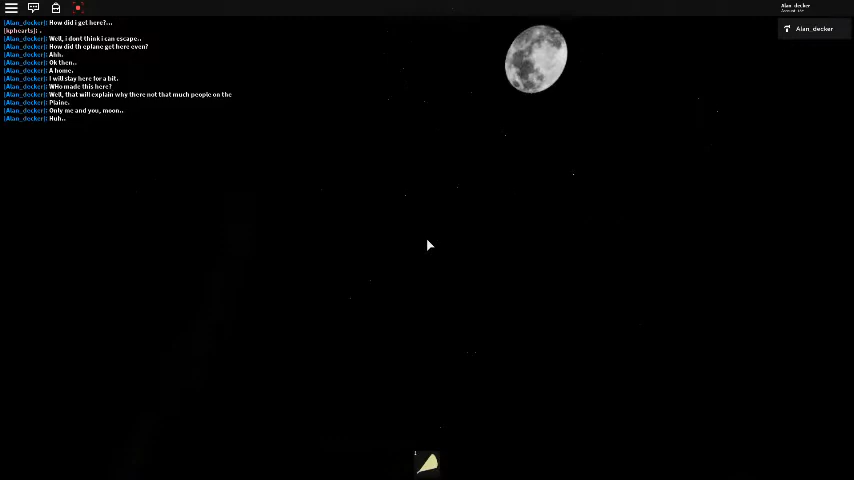 [Alan_decker]: How did i get here?...
[kphearts]: .
[Alan_decker]: Well, i dont think i can escape..
[Alan_decker]: How did th eplane get here even?
[Alan_decker]: Ahh.
[Alan_decker]: Ok then..
[Alan_decker]: A home.
[Alan_decker]: I will stay here for a bit.
[Alan_decker]: WHo made this here?
[Alan_decker]: Well, that will explain why there not that much people on the
[Alan_decker]: Plaine.
[Alan_decker]: Only me and you, moon..
[Alan_decker]: Huh..
Alan_decker
Alan_decker
1